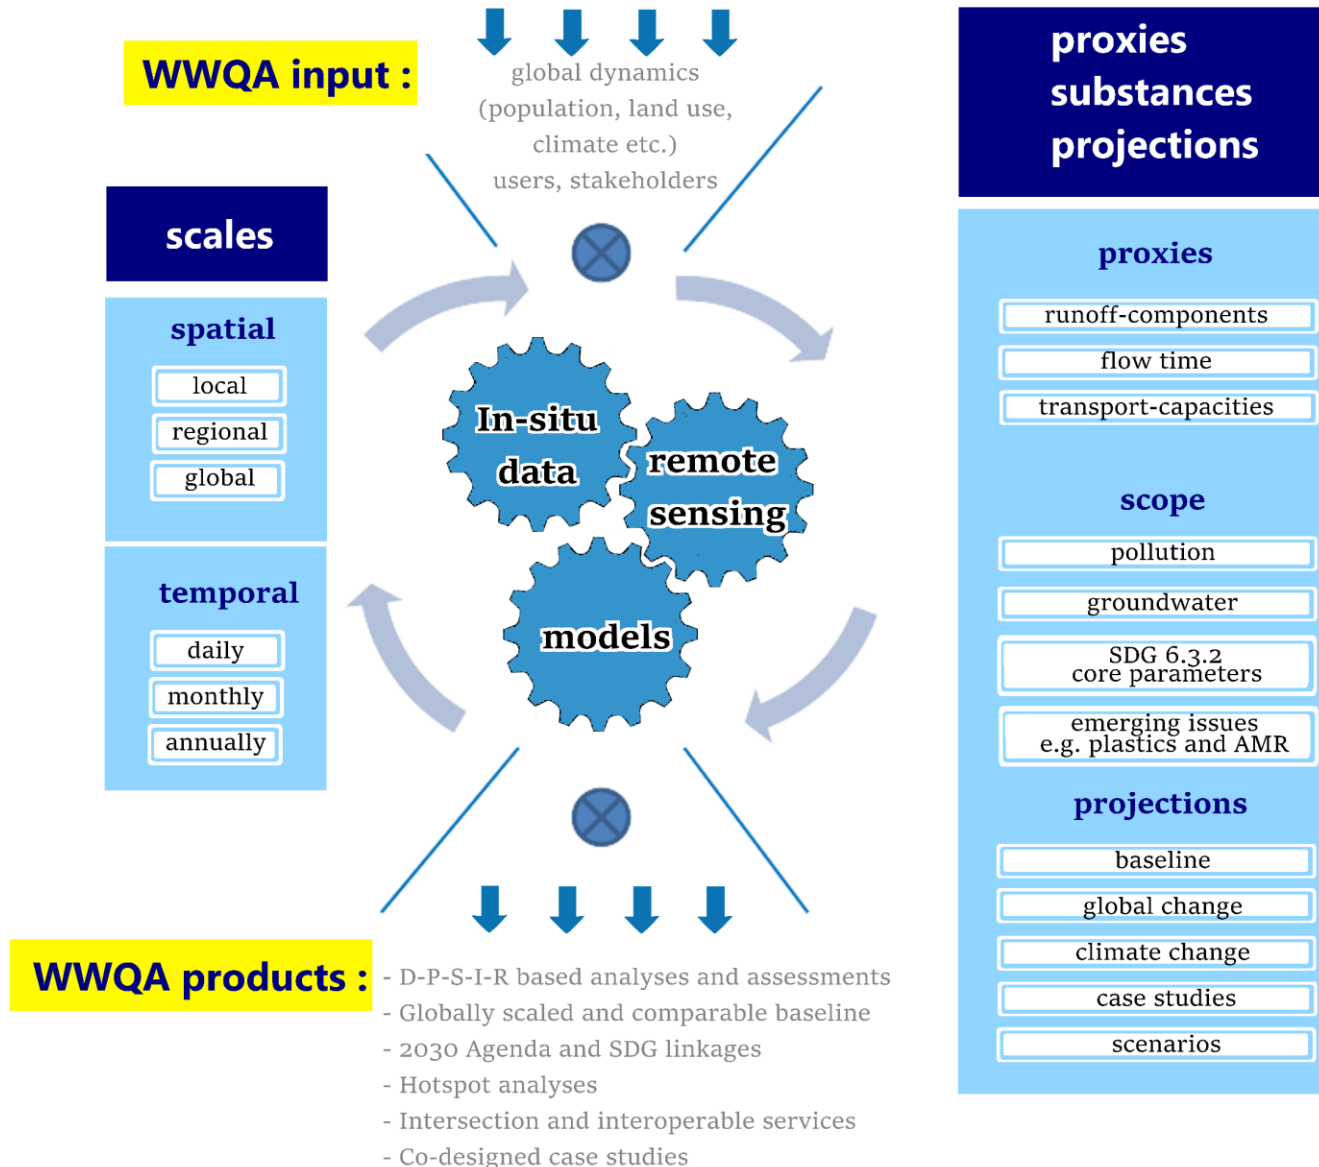 WWQA input :
global dynamics
(population, land use,
climate etc.)
users, stakeholders
scales
spatial
local
regional
global
temporal
daily
monthly
annually
In-situ
data
remote
sensing
models
proxies
substances
projections
proxies
runoff-components
flow time
transport-capacities
scope
pollution
groundwater
SDG 6.3.2
core parameters
emerging issues
e.g. plastics and AMR
projections
baseline
global change
climate change
case studies
scenarios
WWQA products :
- D-P-S-I-R based analyses and assessments
- Globally scaled and comparable baseline
- 2030 Agenda and SDG linkages
- Hotspot analyses
- Intersection and interoperable services
- Co-designed case studies